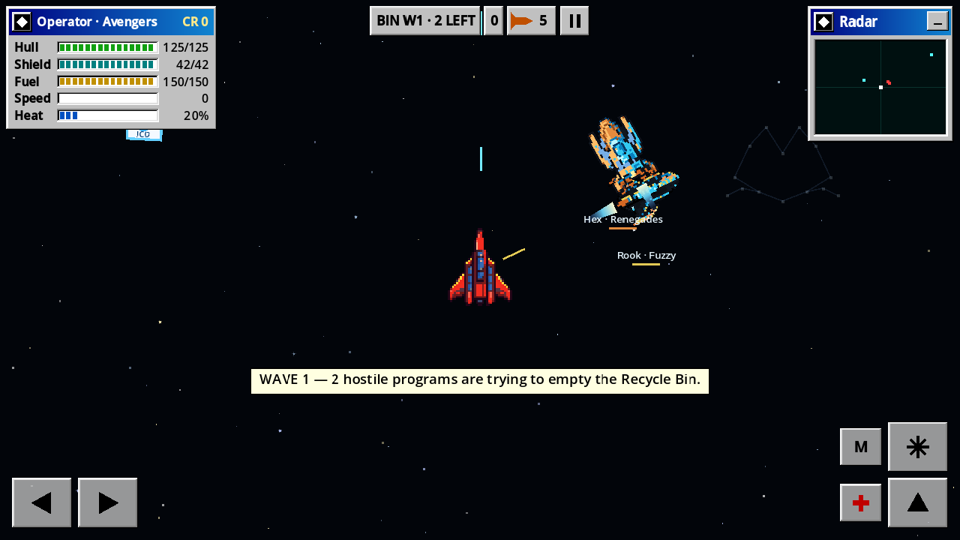 Operator · Avengers CR 0
Hull 125/125
Shield 42/42
Fuel 150/150
Speed 0
Heat 20%
BIN W1 · 2 LEFT 0 5
Radar
Hex · Renegades
Rook · Fuzzy
WAVE 1 — 2 hostile programs are trying to empty the Recycle Bin.
M